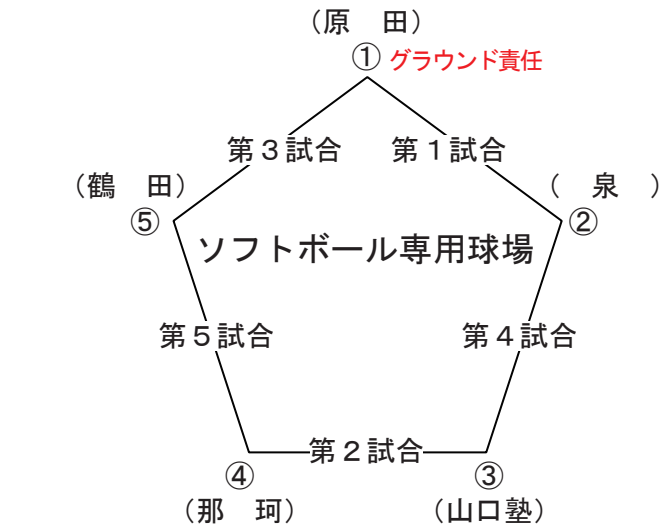 （原　田）
① グラウンド責任
第３試合
第１試合
（鶴　田）
（　泉　）
⑤
②
ソフトボール専用球場
第５試合
第４試合
第２試合
④
③
（那　珂）
（山口塾）